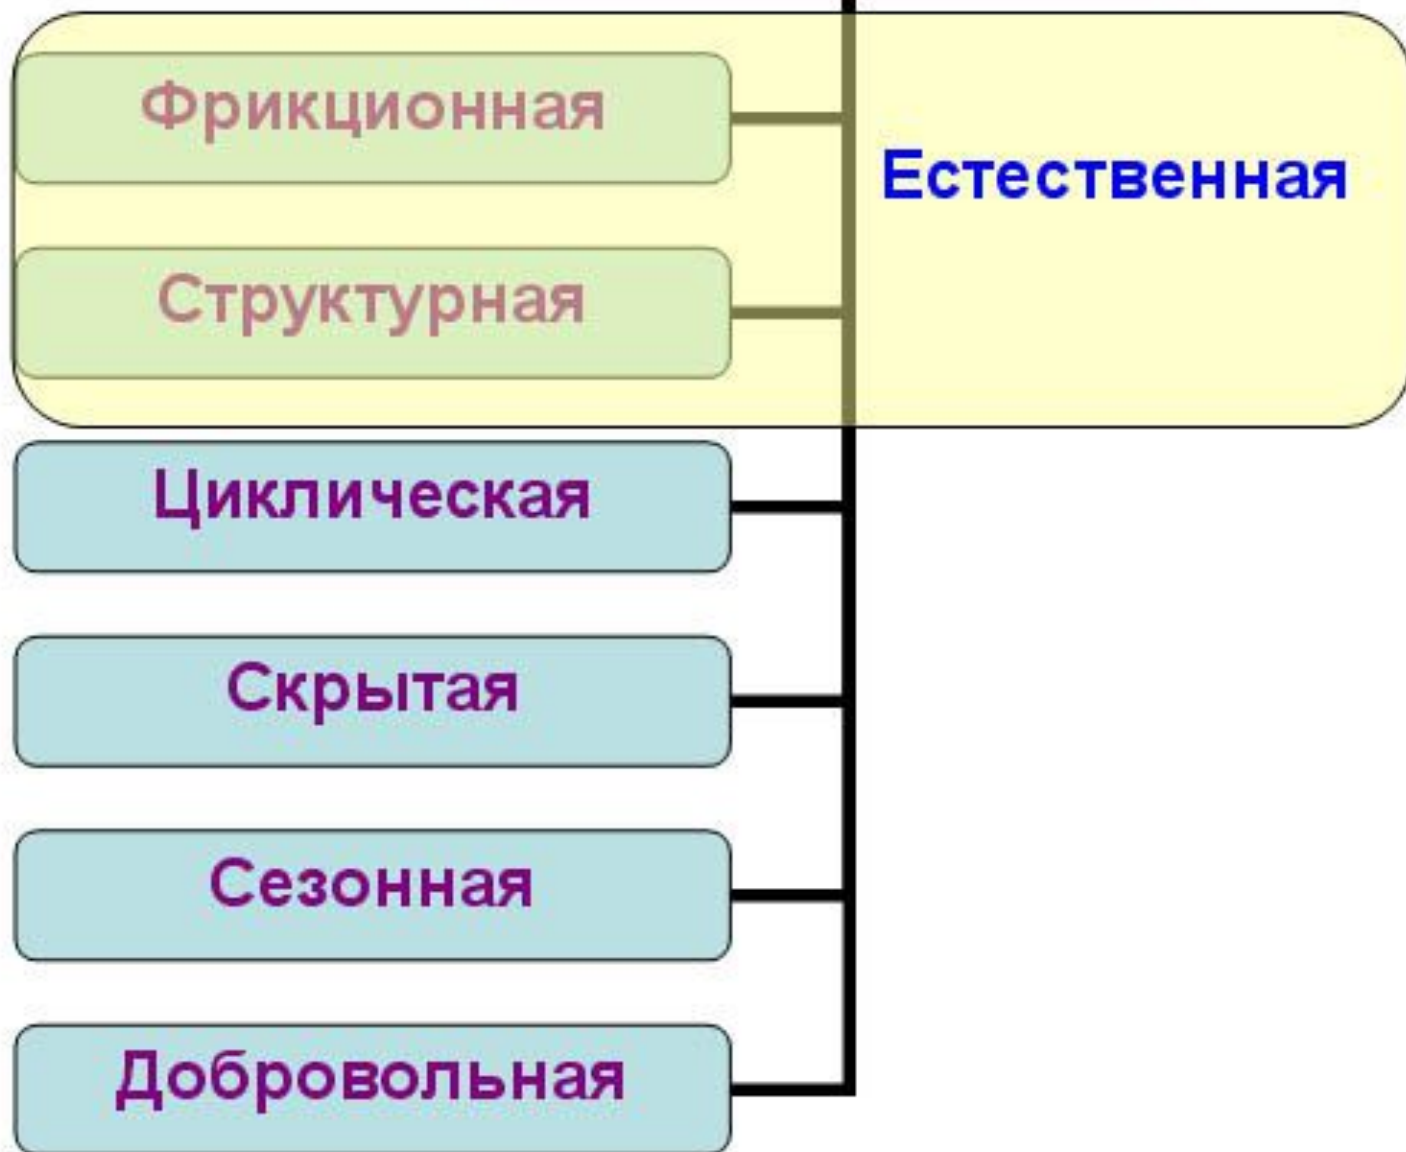 Фрикционная
Естественная
Структурная
Циклическая
Скрытая
Сезонная
Добровольная